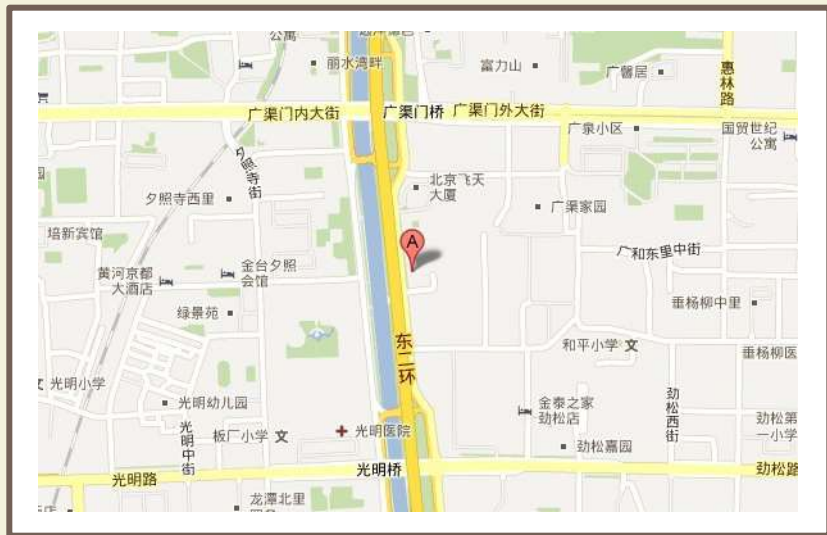 公寓
丽水湾畔
富力山
广馨居
惠林路
广渠门内大街
广渠门桥
广渠门外大街
广泉小区
国贸世纪
公寓
夕照寺街
北京飞天
大厦
夕照寺西里
广渠家园
培新宾馆
广和东里中街
黄河京都
大酒店
金台夕照
会馆
绿景苑
垂杨柳中里
东二环
和平小学
垂杨柳医
光明小学
光明幼儿园
金泰之家
劲松店
劲松西街
劲松第
一小学
光明中街
板厂小学
光明医院
劲松嘉园
光明路
光明桥
劲松路
龙潭北里
A